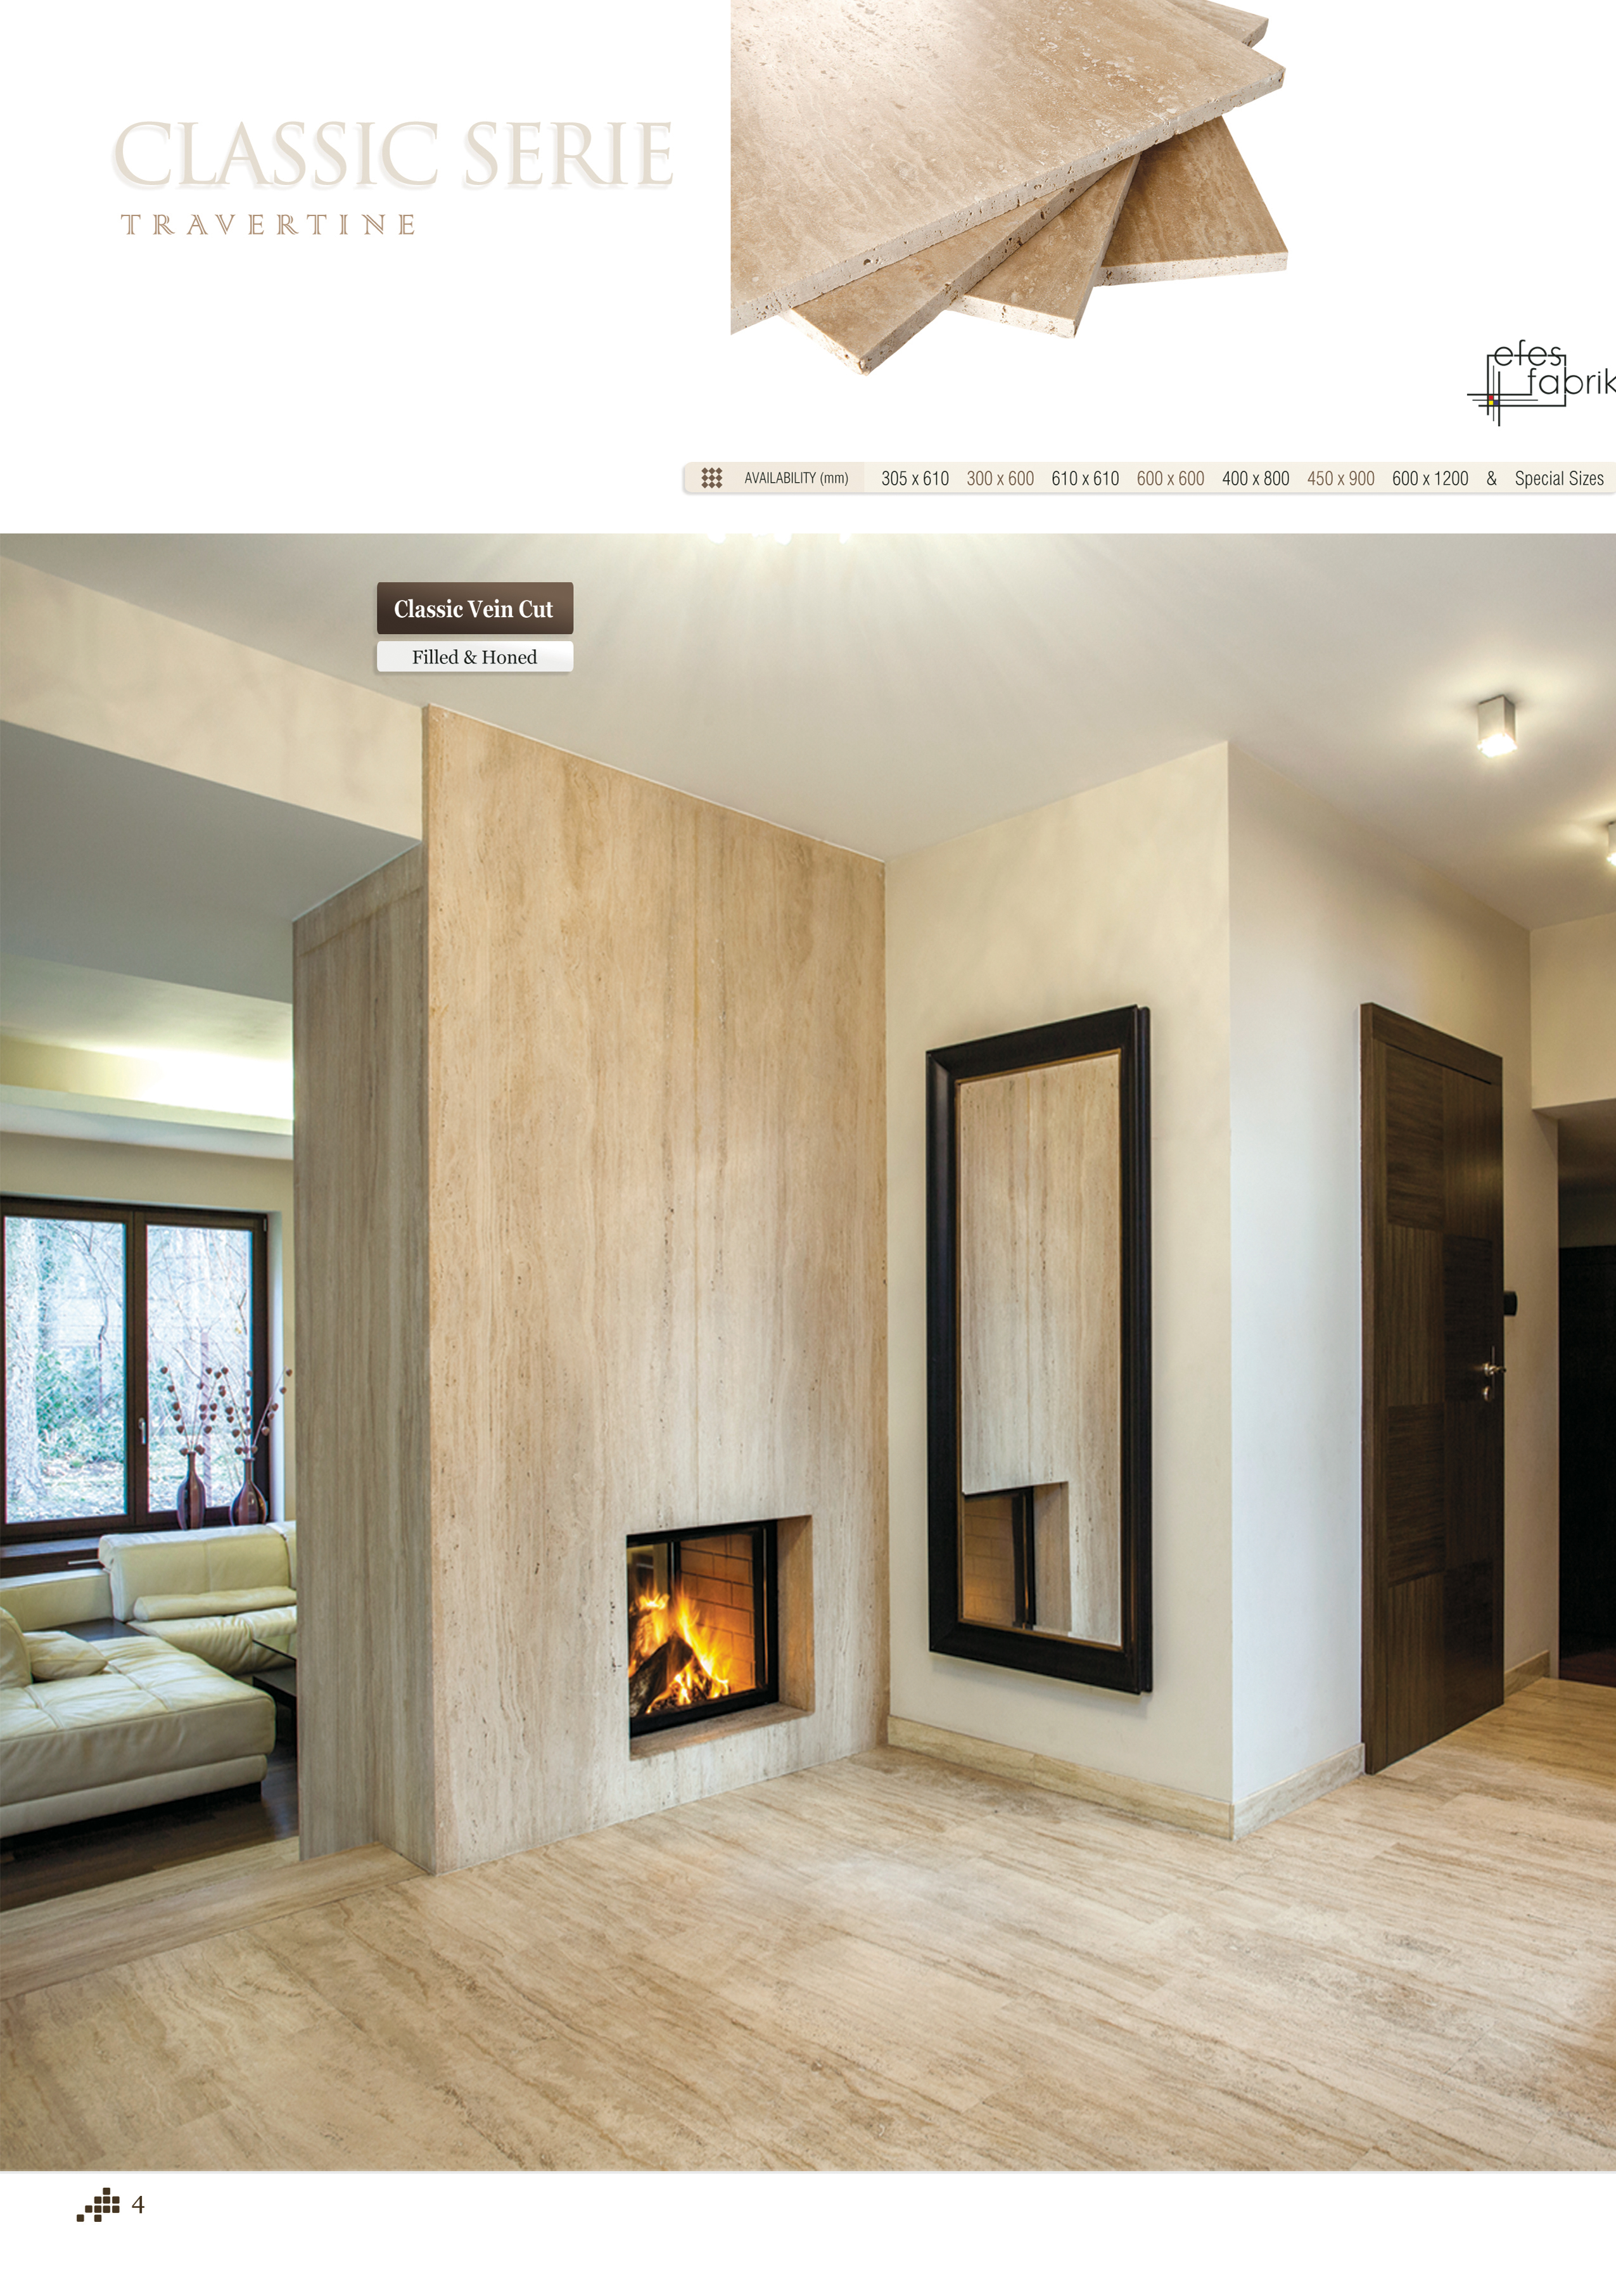 CLASSIC SERIE
TRAVERTINE
efes
fabrik
AVAILABILITY (mm) 305 x 610 300 x 600 610 x 610 600 x 600 400 x 800 450 x 900 600 x 1200 & Special Sizes
Classic Vein Cut
Filled & Honed
4